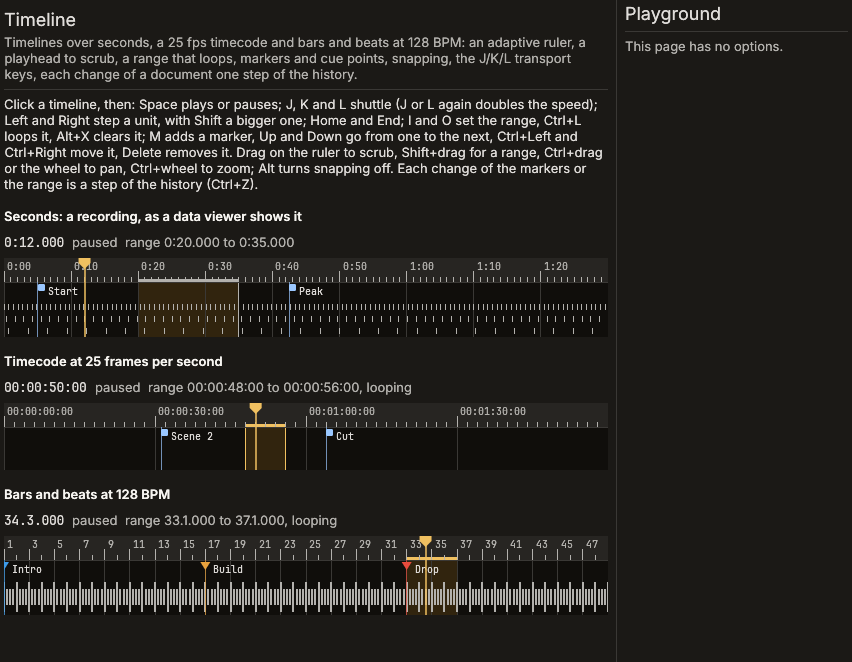 Timeline
Timelines over seconds, a 25 fps timecode and bars and beats at 128 BPM: an adaptive ruler, a
playhead to scrub, a range that loops, markers and cue points, snapping, the J/K/L transport
keys, each change of a document one step of the history.
Click a timeline, then: Space plays or pauses; J, K and L shuttle (J or L again doubles the speed);
Left and Right step a unit, with Shift a bigger one; Home and End; I and O set the range, Ctrl+L
loops it, Alt+X clears it; M adds a marker, Up and Down go from one to the next, Ctrl+Left and
Ctrl+Right move it, Delete removes it. Drag on the ruler to scrub, Shift+drag for a range, Ctrl+drag
or the wheel to pan, Ctrl+wheel to zoom; Alt turns snapping off. Each change of the markers or
the range is a step of the history (Ctrl+Z).
Seconds: a recording, as a data viewer shows it
0:12.000 paused range 0:20.000 to 0:35.000
0:00 0:10 0:20 0:30 0:40 0:50 1:00 1:10 1:20
Start Peak
Timecode at 25 frames per second
00:00:50:00 paused range 00:00:48:00 to 00:00:56:00, looping
00:00:00:00 00:00:30:00 00:01:00:00 00:01:30:00
Scene 2 Cut
Bars and beats at 128 BPM
34.3.000 paused range 33.1.000 to 37.1.000, looping
1 3 5 7 9 11 13 15 17 19 21 23 25 27 29 31 33 35 37 39 41 43 45 47
Intro Build Drop
Playground
This page has no options.